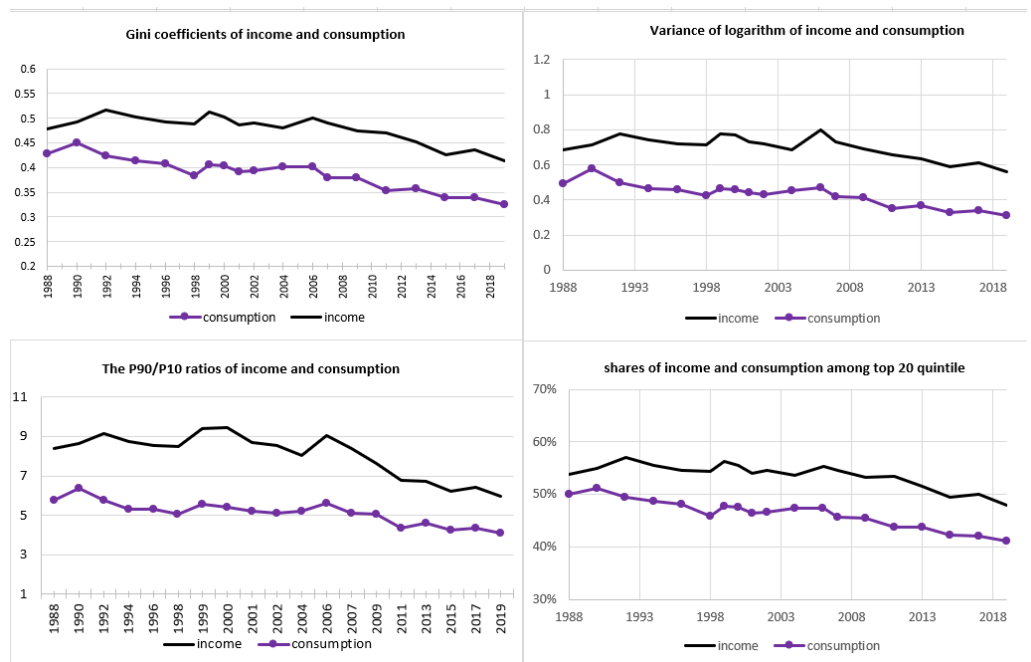 Gini coefficients of income and consumption
0.6
0.55
0.5
0.45
0.4
0.35
0.3
0.25
0.2
1988 1990 1992 1994 1996 1998 2000 2002 2004 2006 2008 2010 2012 2014 2016 2018
consumption income
Variance of logarithm of income and consumption
1.2
1
0.8
0.6
0.4
0.2
0
1988 1993 1998 2003 2008 2013 2018
income consumption
The P90/P10 ratios of income and consumption
11
9
7
5
3
1
1988 1990 1992 1994 1996 1998 1999 2000 2001 2002 2004 2006 2007 2009 2011 2013 2015 2017 2019
income consumption
shares of income and consumption among top 20 quintile
70%
60%
50%
40%
30%
1988 1993 1998 2003 2008 2013 2018
income consumption